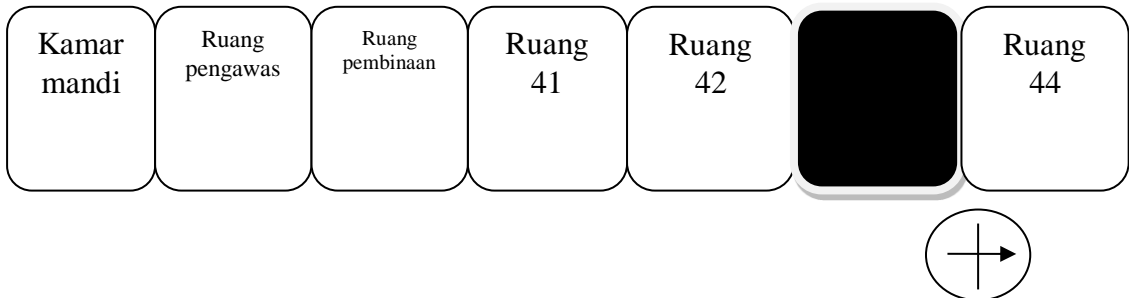 Kamar
mandi
Ruang
pengawas
Ruang
pembinaan
Ruang
41
Ruang
42
Ruang
44